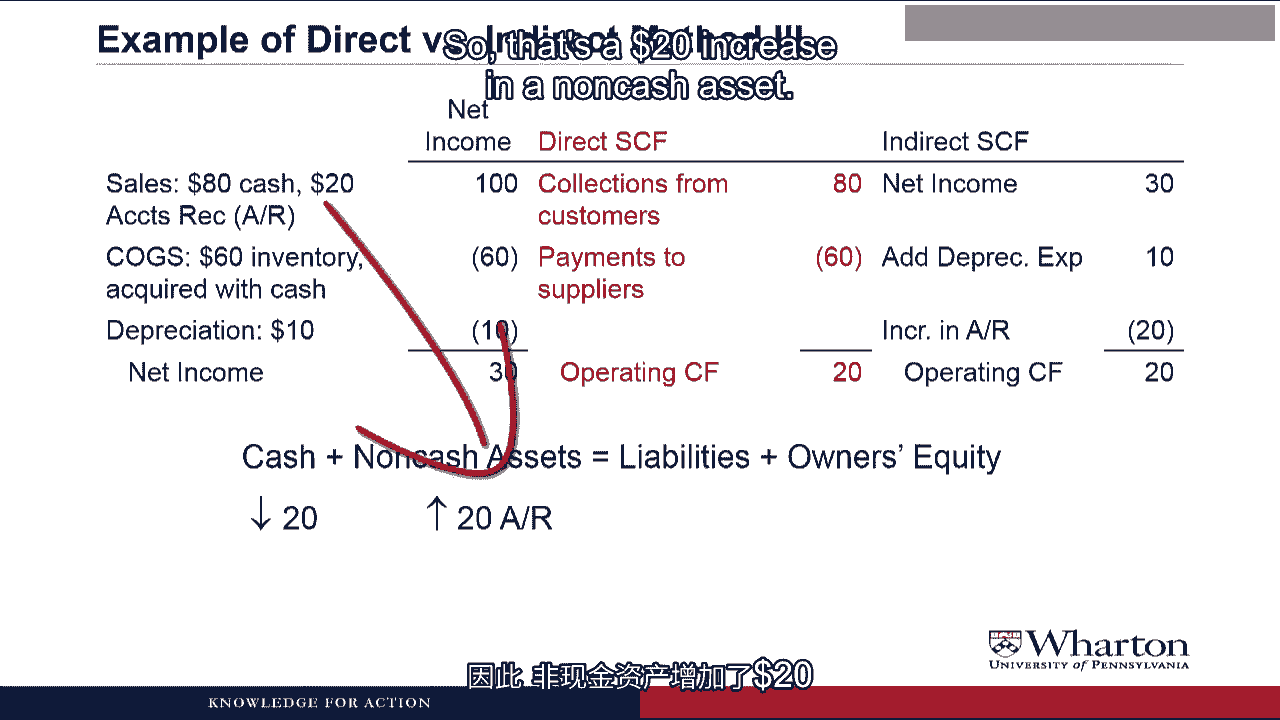 Example of Direct vs. Indirect Method III
So, that's a $20 increase
in a noncash asset.
Net
Income Direct SCF Indirect SCF
Sales: $80 cash, $20 100 Collections from 80 Net Income 30
Accts Rec (A/R) customers
COGS: $60 inventory, (60) Payments to (60) Add Deprec. Exp 10
acquired with cash suppliers
Depreciation: $10 (10) Incr. in A/R (20)
Net Income 30 Operating CF 20 Operating CF 20
Cash + Noncash Assets = Liabilities + Owners' Equity
↓ 20 ↑ 20 A/R
Wharton
UNIVERSITY of PENNSYLVANIA
因此 非现金资产增加了$20
KNOWLEDGE FOR ACTION